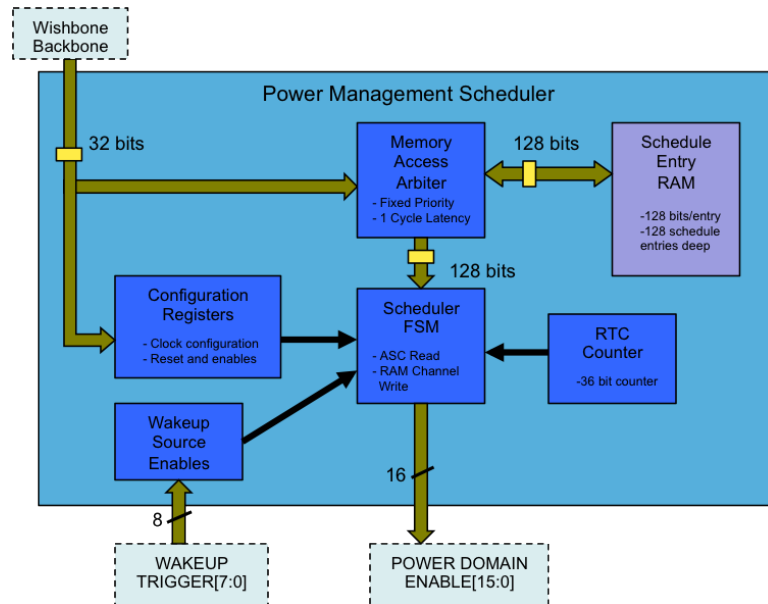 Wishbone
Backbone
Power Management Scheduler
32 bits
Memory
Access
Arbiter
- Fixed Priority
- 1 Cycle Latency
128 bits
Schedule
Entry
RAM
-128 bits/entry
-128 schedule
entries deep
128 bits
Configuration
Registers
- Clock configuration
- Reset and enables
Scheduler
FSM
- ASC Read
- RAM Channel
Write
RTC
Counter
-36 bit counter
Wakeup
Source
Enables
16
8
WAKEUP
TRIGGER[7:0]
POWER DOMAIN
ENABLE[15:0]